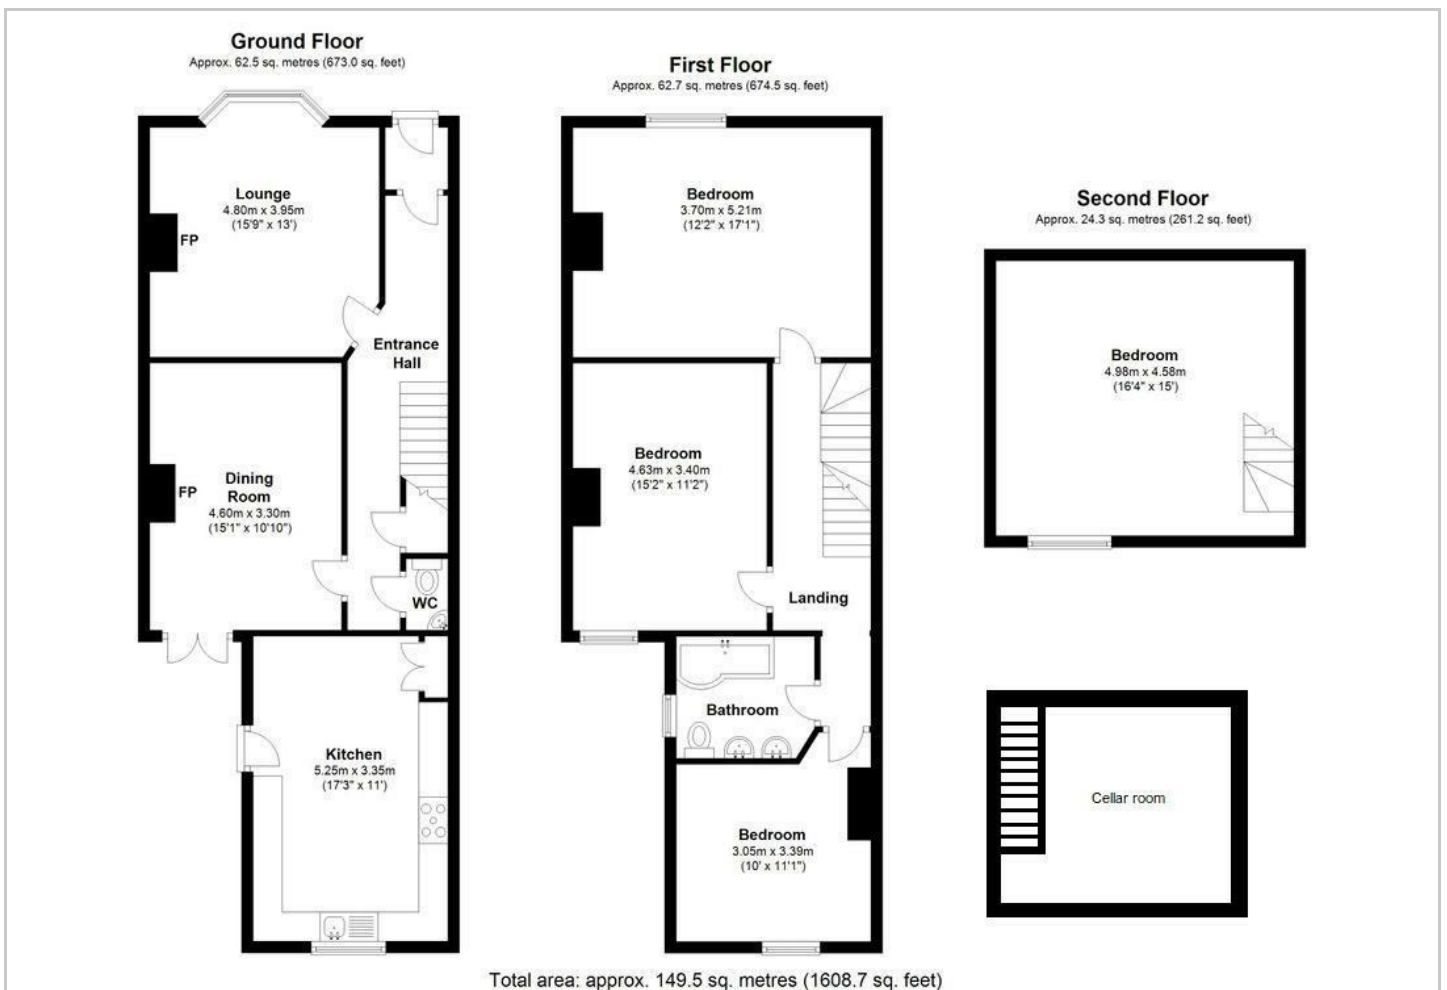 Ground Floor
Approx. 62.5 sq. metres (673.0 sq. feet)
Lounge
4.80m x 3.95m
(15'9" x 13')
FP
Entrance
Hall
Dining
Room
4.60m x 3.30m
(15'1" x 10'10")
FP
WC
Kitchen
5.25m x 3.35m
(17'3" x 11')
First Floor
Approx. 62.7 sq. metres (674.5 sq. feet)
Bedroom
3.70m x 5.21m
(12'2" x 17'1")
Bedroom
4.63m x 3.40m
(15'2" x 11'2")
Landing
Bathroom
Bedroom
3.05m x 3.39m
(10' x 11'1")
Second Floor
Approx. 24.3 sq. metres (261.2 sq. feet)
Bedroom
4.98m x 4.58m
(16'4" x 15')
Cellar room
Total area: approx. 149.5 sq. metres (1608.7 sq. feet)